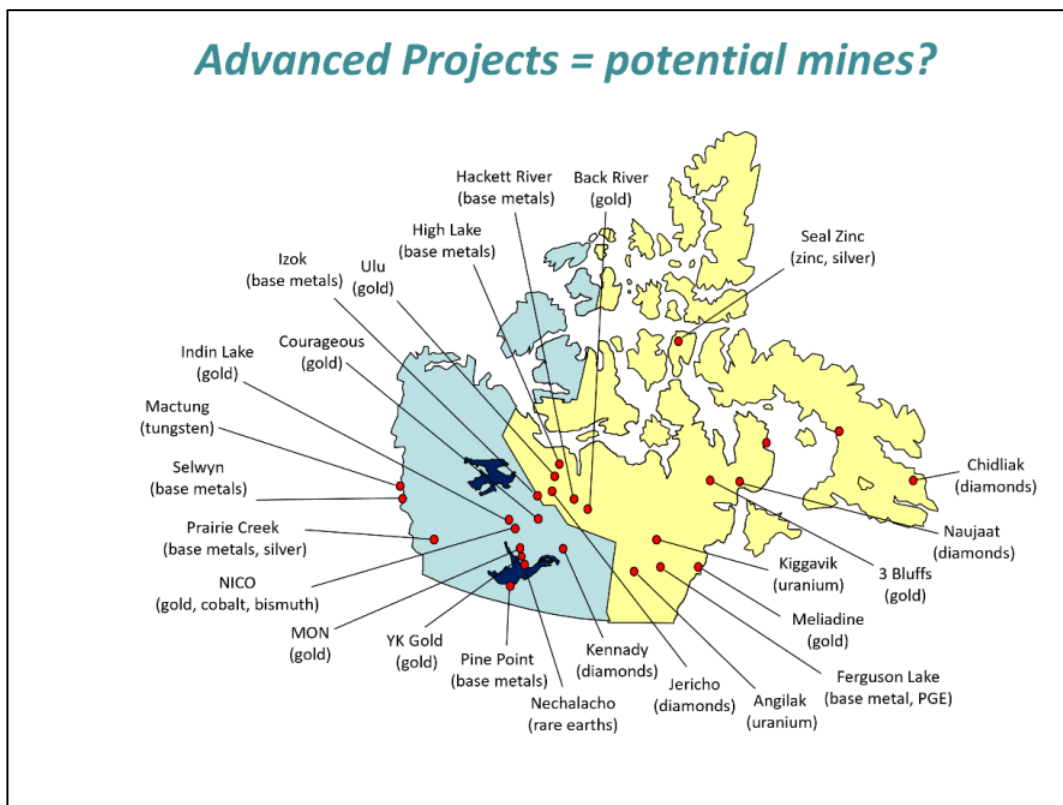 Advanced Projects = potential mines?
Hackett River
(base metals)
Back River
(gold)
High Lake
(base metals)
Seal Zinc
(zinc, silver)
Izok
(base metals)
Ulu
(gold)
Courageous
(gold)
Indin Lake
(gold)
Mactung
(tungsten)
Selwyn
(base metals)
Prairie Creek
(base metals, silver)
NICO
(gold, cobalt, bismuth)
MON
(gold)
YK Gold
(gold)
Pine Point
(base metals)
Nechalacho
(rare earths)
Kennady
(diamonds)
Jericho
(diamonds)
Angilak
(uranium)
Ferguson Lake
(base metal, PGE)
Meliadine
(gold)
Kiggavik
(uranium)
3 Bluffs
(gold)
Naujaat
(diamonds)
Chidliak
(diamonds)